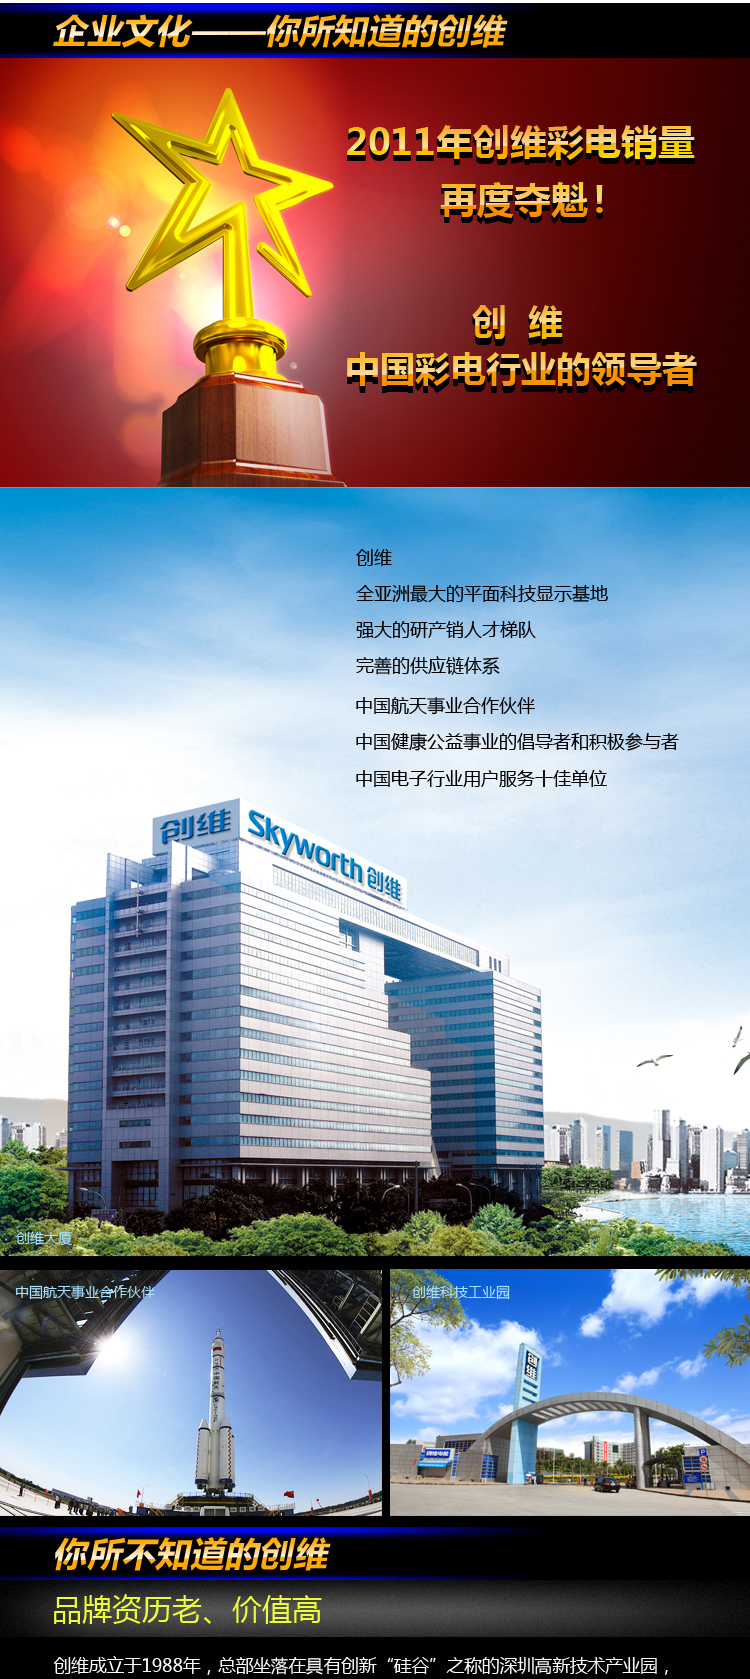 企业文化——你所知道的创维
2011年创维彩电销量
再度夺魁！
创 维
中国彩电行业的领导者
创维
全亚洲最大的平面科技显示基地
强大的研产销人才梯队
完善的供应链体系
中国航天事业合作伙伴
中国健康公益事业的倡导者和积极参与者
中国电子行业用户服务十佳单位
创维 Skyworth 创维
创维大厦
中国航天事业合作伙伴
创维科技工业园
中国航天
创维
你所不知道的创维
品牌资历老、价值高
创维成立于1988年，总部坐落在具有创新“硅谷”之称的深圳高新技术产业园，